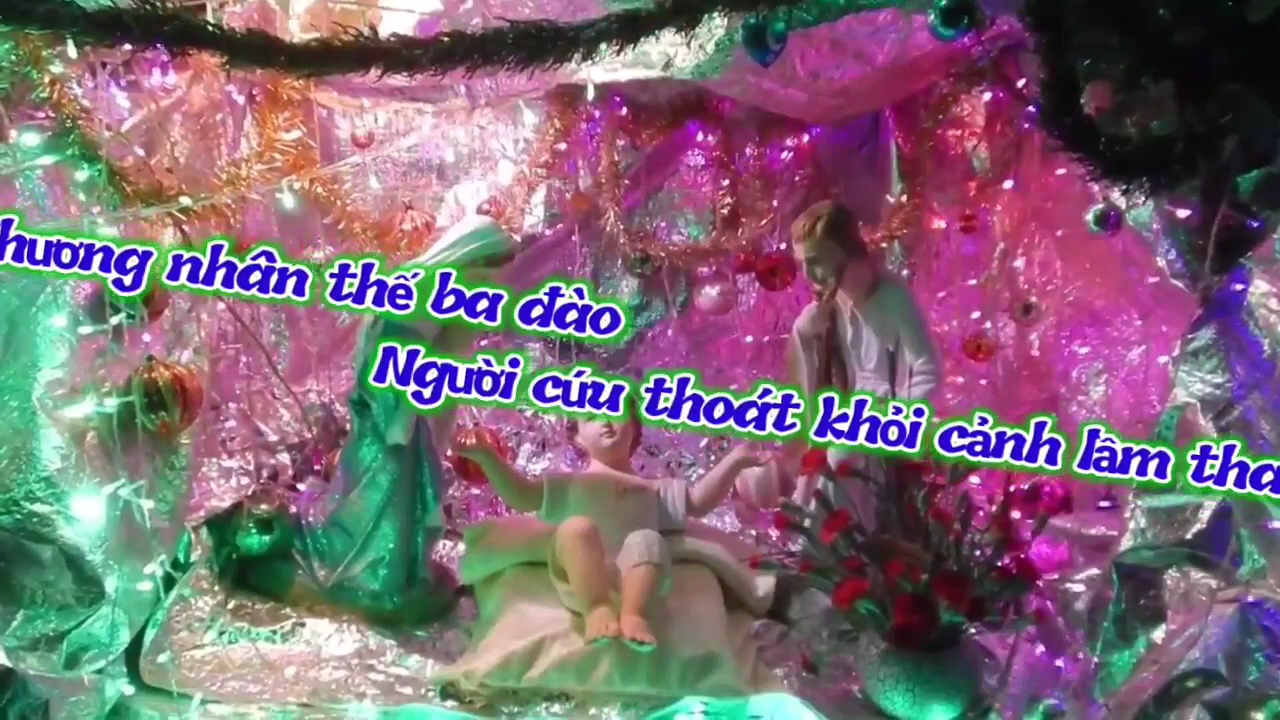 hương nhân thế ba đào
Người cứu thoát khỏi cảnh lầm tha